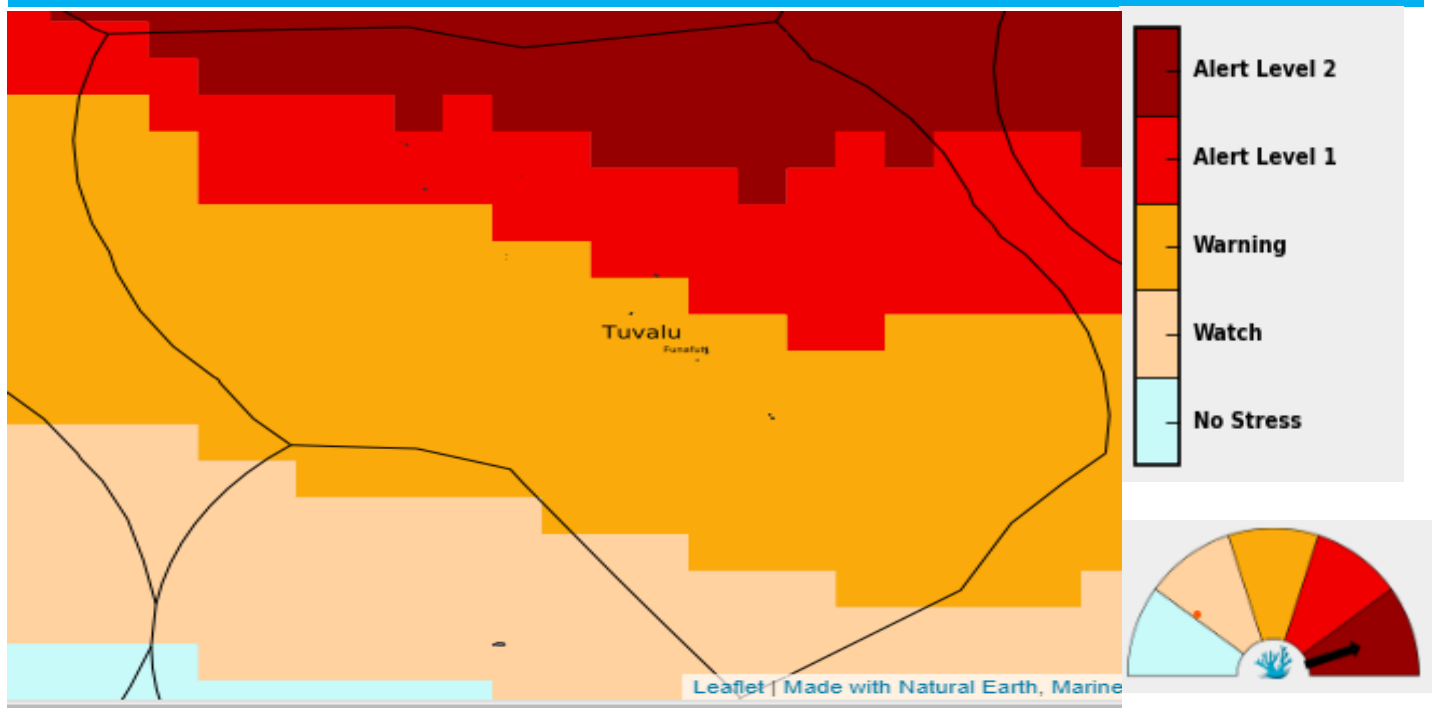 Alert Level 2
Alert Level 1
Warning
Tuvalu
Watch
Funafuti
No Stress
Leaflet | Made with Natural Earth, Marine